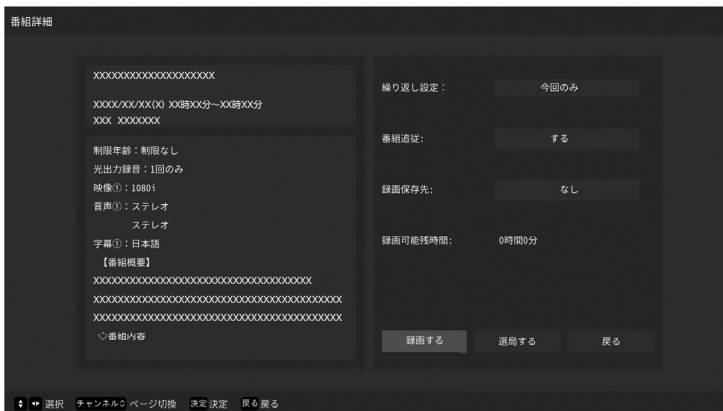 番組詳細
XXXXXXXXXXXXXXXXXXXX
XXXX/XX/XX(X) XX時XX分～XX時XX分
XXX XXXXXXX
制限年齢：制限なし
光出力録音：1回のみ
映像①：1080i
音声①：ステレオ
ステレオ
字幕①：日本語
【番組概要】
XXXXXXXXXXXXXXXXXXXXXXXXXXXXXXXXXXXX
XXXXXXXXXXXXXXXXXXXXXXXXXXXXXXXXXXXXXXXXX
XXXXXXXXXXXXXXXXXXXXXXXXXXXXXXXXXXXXXXXXX
◇番組内容
繰り返し設定： 今回のみ
番組追従: する
録画保存先: なし
録画可能残時間: 0時間0分
録画する 選局する 戻る
選択 チャンネル ページ切換 決定 決定 戻る 戻る